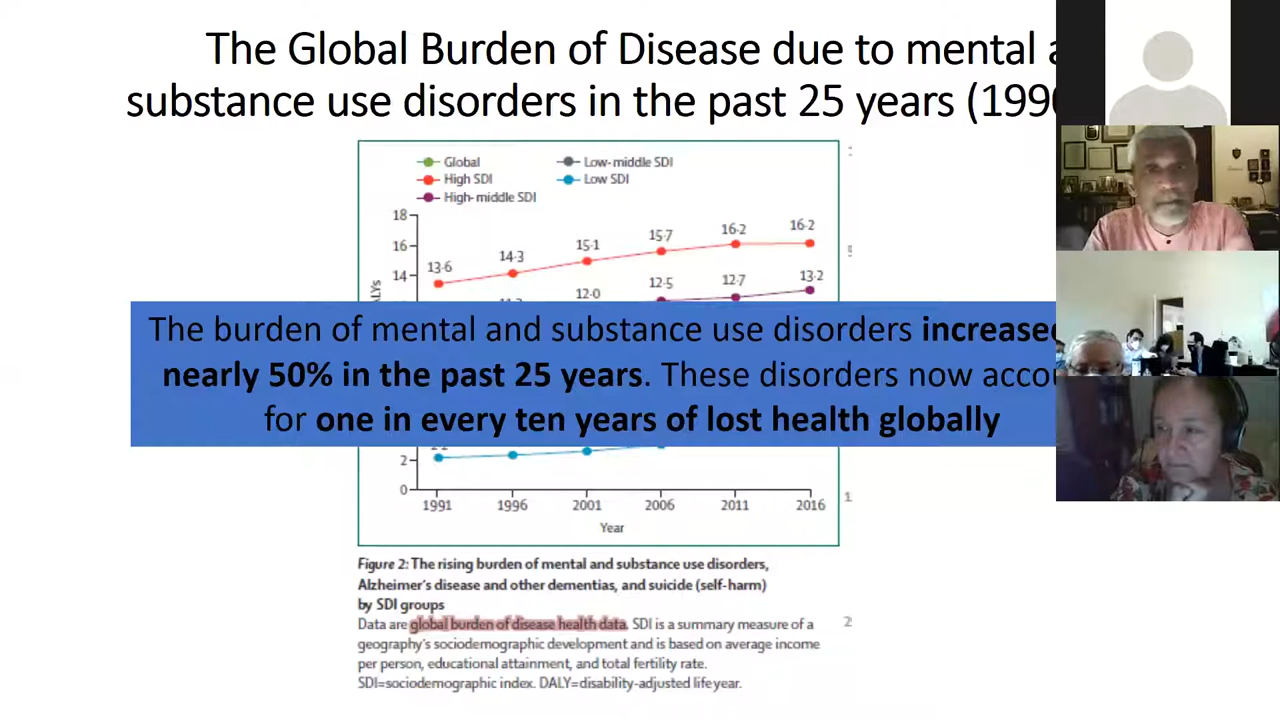 The Global Burden of Disease due to mental a
substance use disorders in the past 25 years (199
Global
Low-middle SDI
High SDI
Low SDI
High-middle SDI
18
16
14
ALYs
13·6
14·3
15·1
15·7
16·2
16·2
12·0
12·5
12·7
13·2
The burden of mental and substance use disorders increased
nearly 50% in the past 25 years. These disorders now accou
for one in every ten years of lost health globally
2
0
1991
1996
2001
2006
2011
2016
Year
Figure 2: The rising burden of mental and substance use disorders,
Alzheimer's disease and other dementias, and suicide (self-harm)
by SDI groups
Data are global burden of disease health data. SDI is a summary measure of a
geography's sociodemographic development and is based on average income
per person, educational attainment, and total fertility rate.
SDI=sociodemographic index. DALY=disability-adjusted life year.